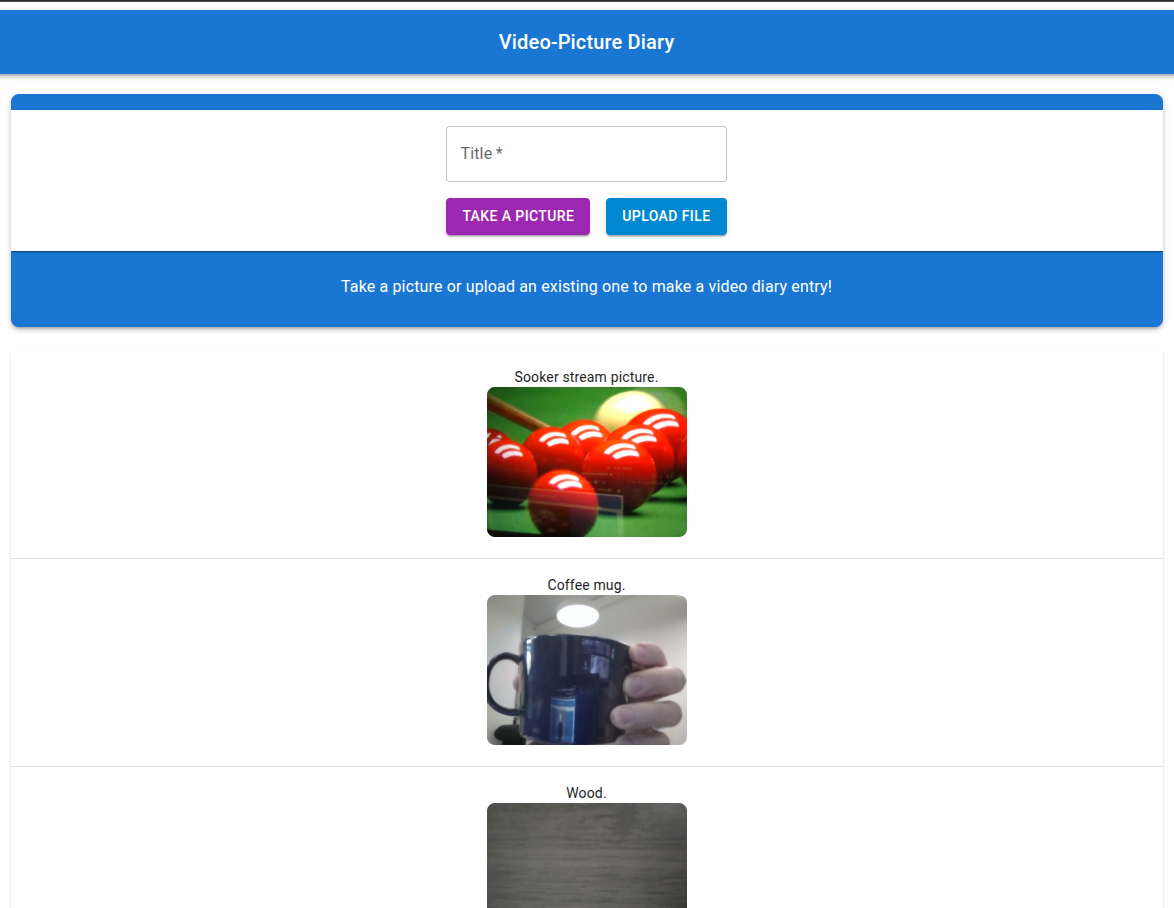 Video-Picture Diary
Title *
TAKE A PICTURE
UPLOAD FILE
Take a picture or upload an existing one to make a video diary entry!
Sooker stream picture.
Coffee mug.
Wood.